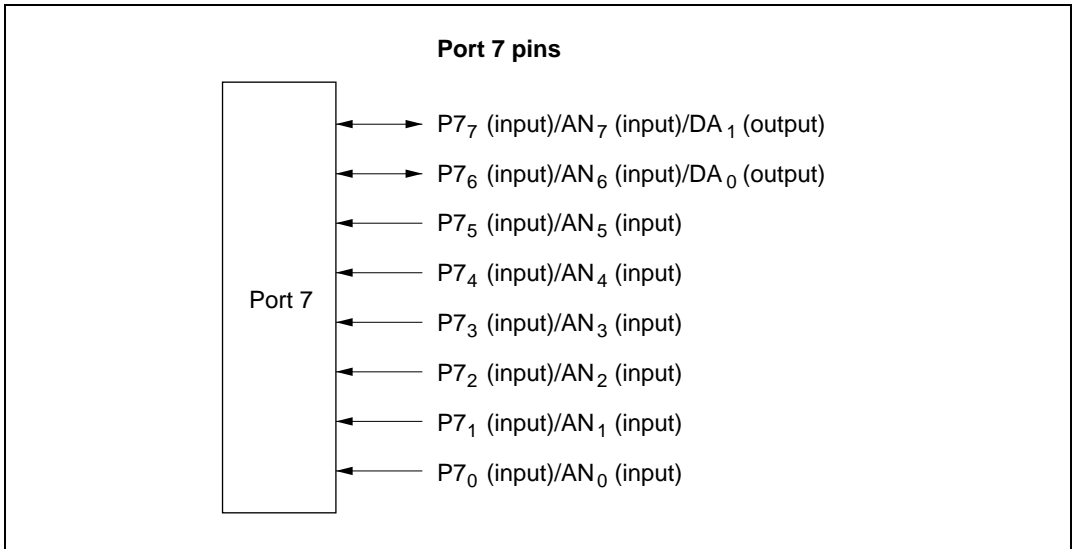 Port 7 pins
P7₇ (input)/AN₇ (input)/DA₁ (output)
P7₆ (input)/AN₆ (input)/DA₀ (output)
P7₅ (input)/AN₅ (input)
P7₄ (input)/AN₄ (input)
Port 7
P7₃ (input)/AN₃ (input)
P7₂ (input)/AN₂ (input)
P7₁ (input)/AN₁ (input)
P7₀ (input)/AN₀ (input)